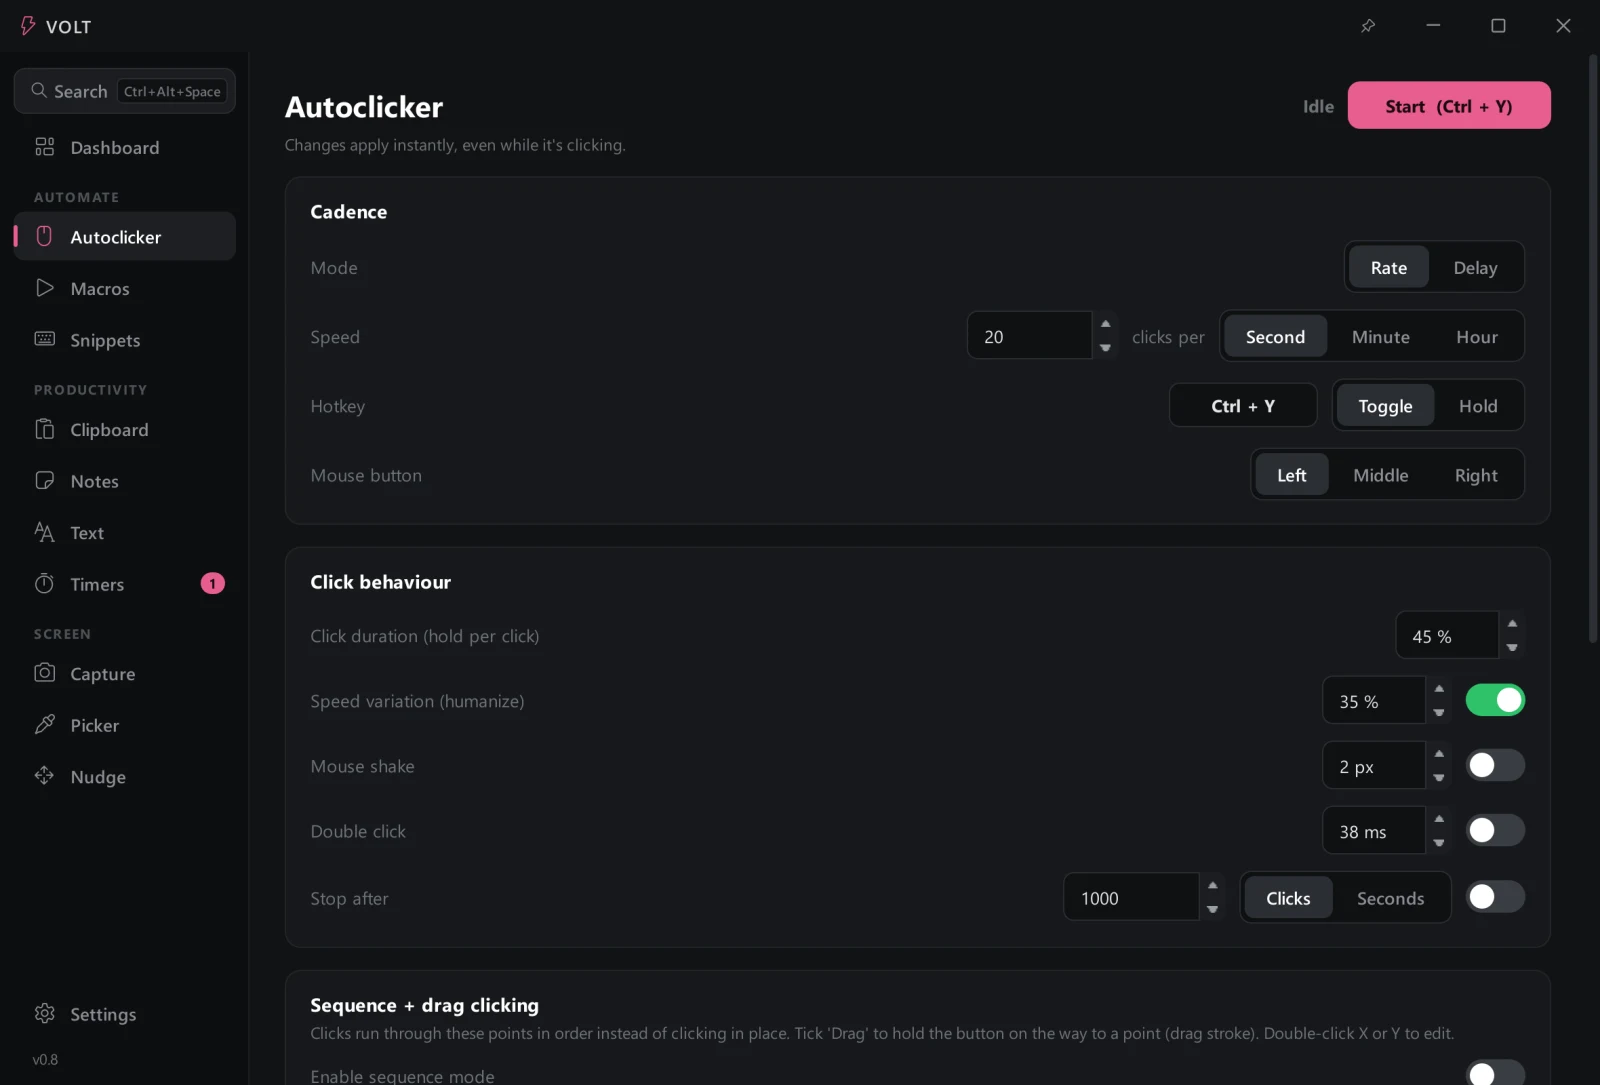 VOLT
Search Ctrl+Alt+Space
Dashboard
AUTOMATE
Autoclicker
Macros
Snippets
PRODUCTIVITY
Clipboard
Notes
Text
Timers 1
SCREEN
Capture
Picker
Nudge
Settings
v0.8
Autoclicker
Idle Start (Ctrl + Y)
Changes apply instantly, even while it's clicking.
Cadence
Mode Rate Delay
Speed 20 clicks per Second Minute Hour
Hotkey Ctrl + Y Toggle Hold
Mouse button Left Middle Right
Click behaviour
Click duration (hold per click) 45 %
Speed variation (humanize) 35 %
Mouse shake 2 px
Double click 38 ms
Stop after 1000 Clicks Seconds
Sequence + drag clicking
Clicks run through these points in order instead of clicking in place. Tick 'Drag' to hold the button on the way to a point (drag stroke). Double-click X or Y to edit.
Enable sequence mode